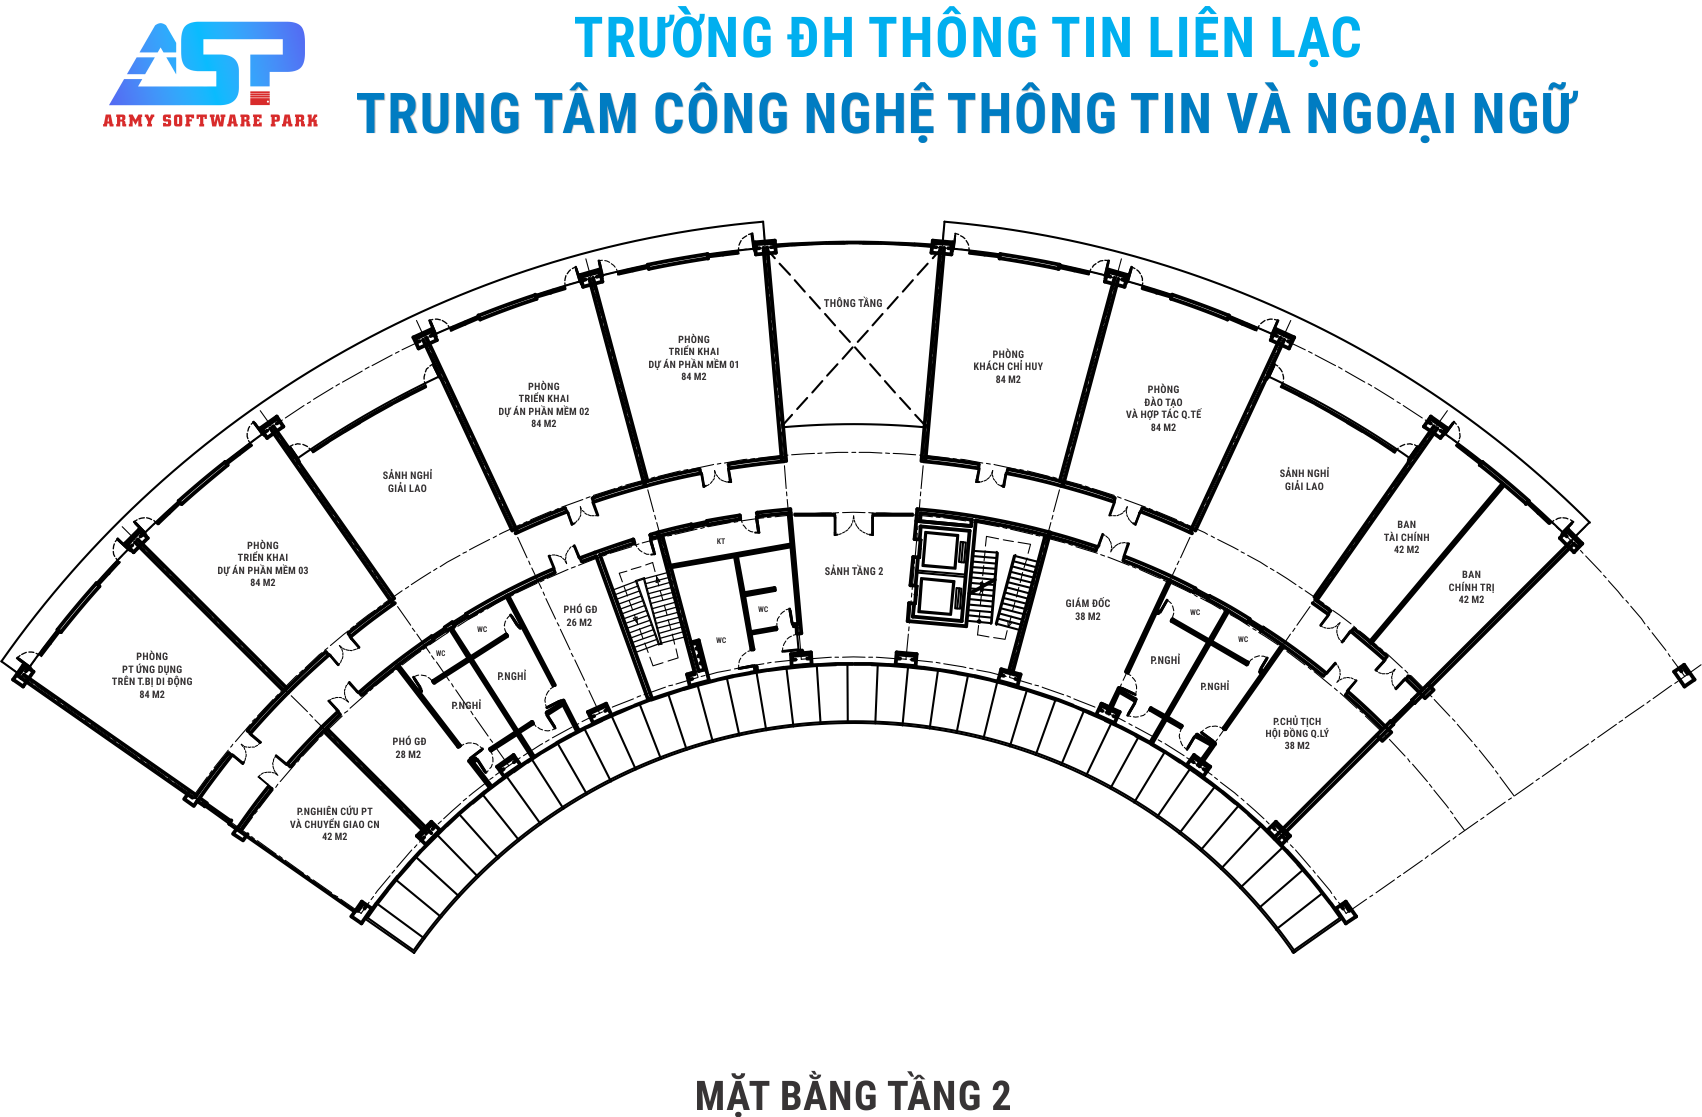 TRƯỜNG ĐH THÔNG TIN LIÊN LẠC
TRUNG TÂM CÔNG NGHỆ THÔNG TIN VÀ NGOẠI NGỮ
ASP
ARMY SOFTWARE PARK
THÔNG TẦNG
PHÒNG
TRIỂN KHAI
DỰ ÁN PHẦN MỀM 01
84 M2
PHÒNG
KHÁCH CHỈ HUY
84 M2
PHÒNG
TRIỂN KHAI
DỰ ÁN PHẦN MỀM 02
84 M2
PHÒNG
ĐÀO TẠO
VÀ HỢP TÁC Q.TẾ
84 M2
SẢNH NGHỈ
GIẢI LAO
SẢNH NGHỈ
GIẢI LAO
PHÒNG
TRIỂN KHAI
DỰ ÁN PHẦN MỀM 03
84 M2
BAN
TÀI CHÍNH
42 M2
BAN
CHÍNH TRỊ
42 M2
KT
SẢNH TẦNG 2
PHÓ GĐ
26 M2
WC
WC
GIÁM ĐỐC
38 M2
WC
WC
WC
WC
PHÒNG
PT ỨNG DỤNG
TRÊN T.BỊ DI ĐỘNG
84 M2
P.NGHỈ
P.NGHỈ
P.NGHỈ
P.NGHỈ
PHÓ GĐ
28 M2
P.CHỦ TỊCH
HỘI ĐỒNG Q.LÝ
38 M2
P.NGHIÊN CỨU PT
VÀ CHUYỂN GIAO CN
42 M2
MẶT BẰNG TẦNG 2